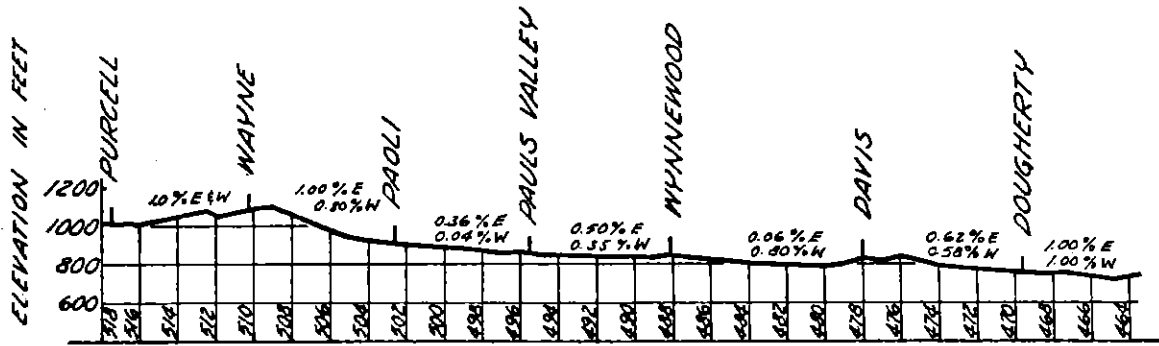 ELEVATION IN FEET
PURCELL
WAYNE
PAOLI
PAULS VALLEY
WYNNEWOOD
DAVIS
DOUGHERTY
1200
1000
800
600
1.0 % E & W
1.00 % E
0.80 % W
0.36 % E
0.04 % W
0.50 % E
0.35 % W
0.06 % E
0.80 % W
0.62 % E
0.58 % W
1.00 % E
1.00 % W
518 516 514 512 510 508 506 504 502 500 498 496 494 492 490 488 486 484 482 480 478 476 474 472 470 468 466 464